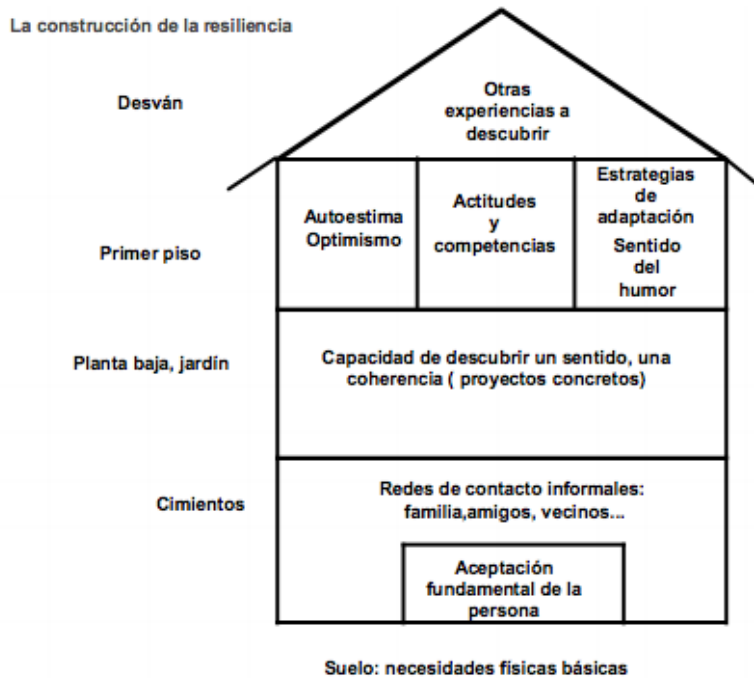 La construcción de la resiliencia
Desván
Otras
experiencias a
descubrir
Primer piso
Autoestima
Optimismo
Actitudes
y
competencias
Estrategias
de
adaptación
Sentido
del
humor
Planta baja, jardín
Capacidad de descubrir un sentido, una
coherencia ( proyectos concretos)
Cimientos
Redes de contacto informales:
familia,amigos, vecinos...
Aceptación
fundamental de la
persona
Suelo: necesidades físicas básicas